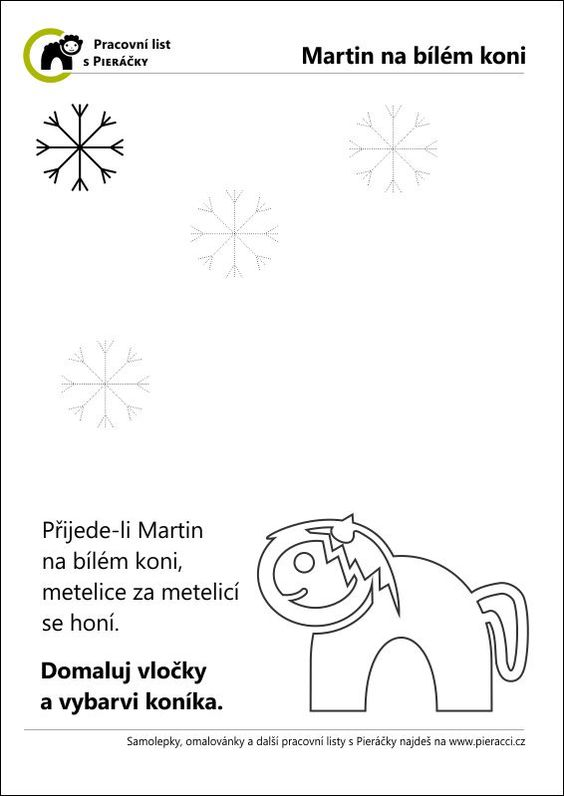 Pracovní list
s Pieráčky
Martin na bílém koni
Přijede-li Martin
na bílém koni,
metelice za metelicí
se honí.
Domaluj vločky
a vybarvi koníka.
Samolepky, omalovánky a další pracovní listy s Pieráčky najdeš na www.pieracci.cz